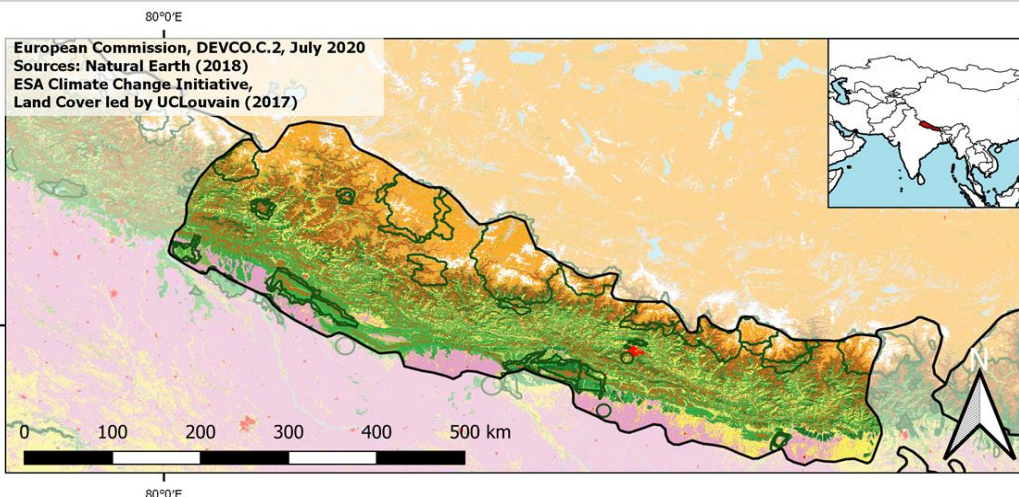 80°0′E
European Commission, DEVCO.C.2, July 2020
Sources: Natural Earth (2018)
ESA Climate Change Initiative,
Land Cover led by UCLouvain (2017)
N
0 100 200 300 400 500 km
80°0′E